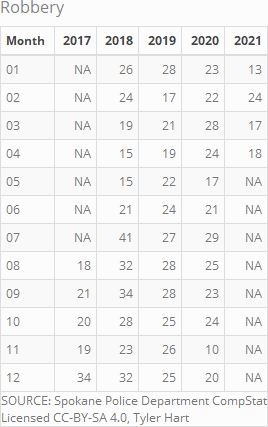 Robbery
Month 2017 2018 2019 2020 2021
01 NA 26 28 23 13
02 NA 24 17 22 24
03 NA 19 21 28 17
04 NA 15 19 24 18
05 NA 15 22 17 NA
06 NA 21 24 21 NA
07 NA 41 27 29 NA
08 18 32 28 25 NA
09 21 34 28 23 NA
10 20 28 25 24 NA
11 19 23 26 10 NA
12 34 32 25 20 NA
SOURCE: Spokane Police Department CompStat
Licensed CC-BY-SA 4.0, Tyler Hart